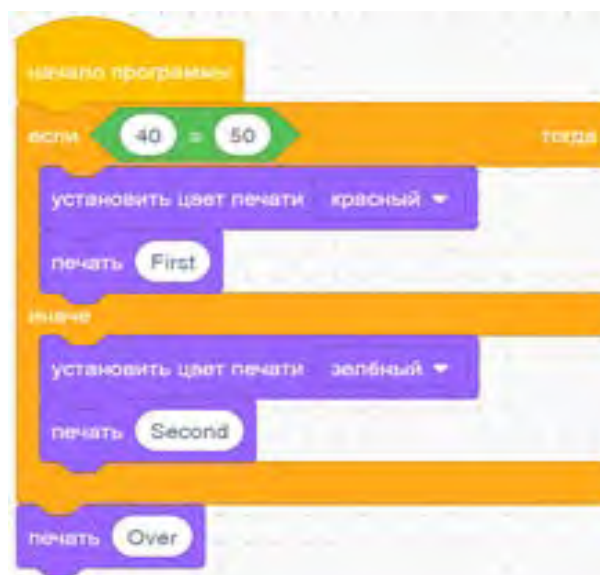 начало программы
если 40 = 50 тогда
установить цвет печати красный
печать First
иначе
установить цвет печати зелёный
печать Second
печать Over